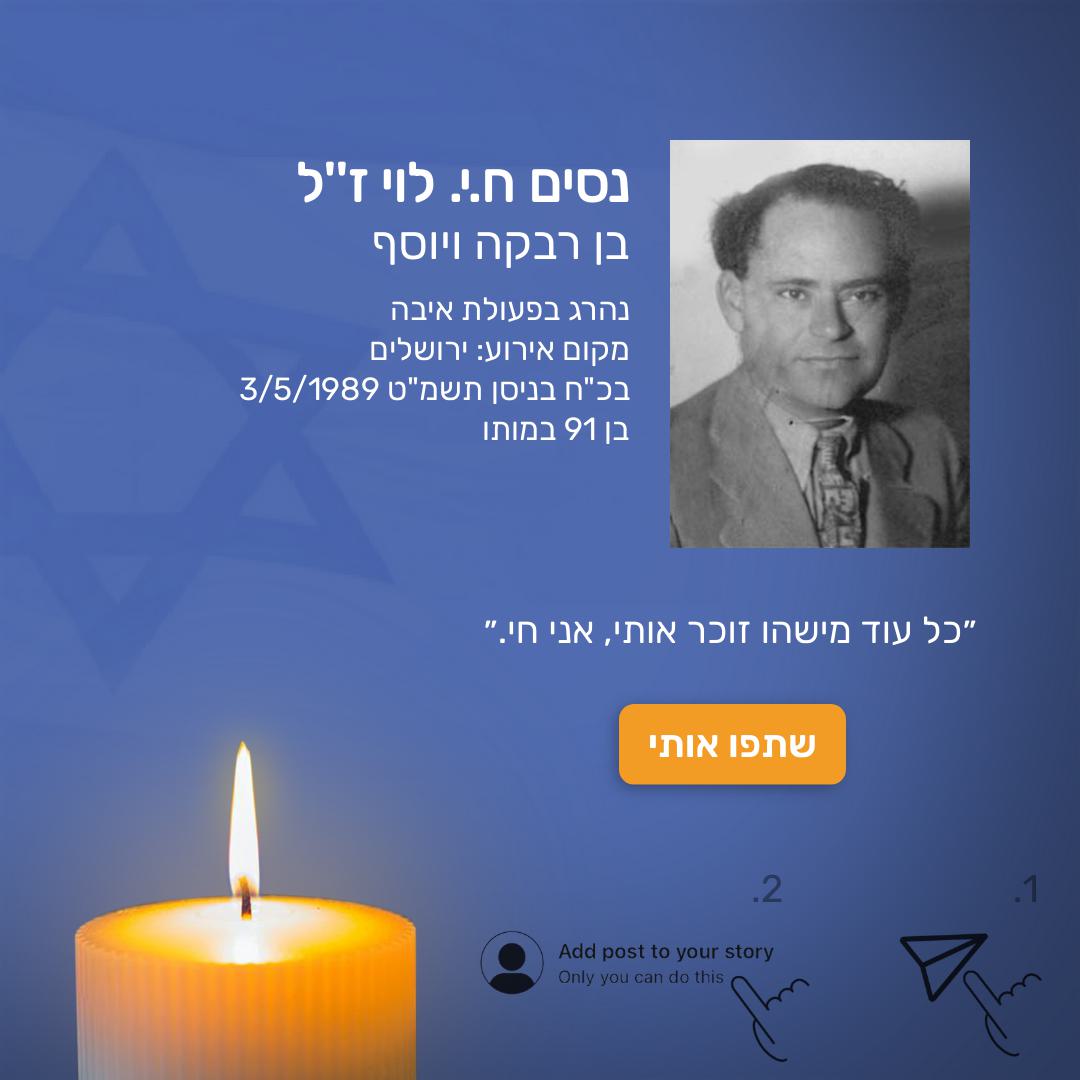 נסים ח.י. לוי ז"ל
בן רבקה ויוסף
נהרג בפעולת איבה
מקום אירוע: ירושלים
בכ"ח בניסן תשמ"ט 3/5/1989
בן 91 במותו
״כל עוד מישהו זוכר אותי, אני חי.״
שתפו אותי
.1
.2
Add post to your story
Only you can do this